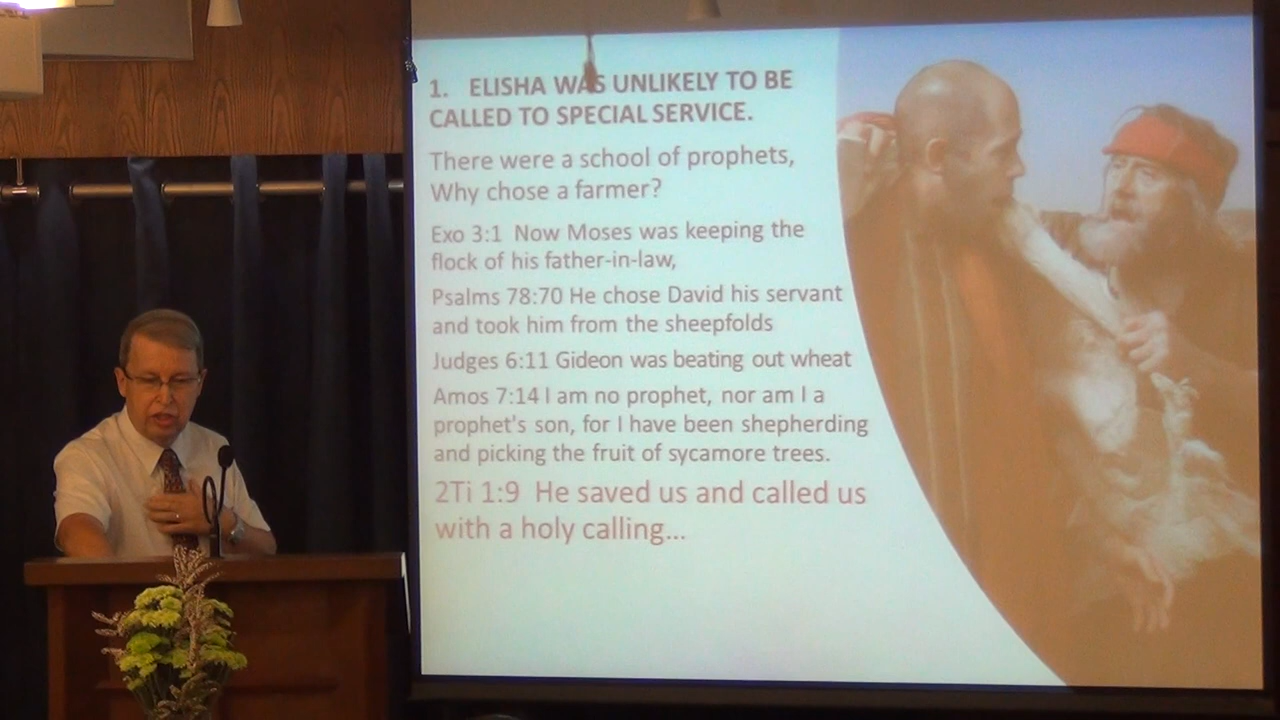 1. ELISHA WAS UNLIKELY TO BE
CALLED TO SPECIAL SERVICE.
There were a school of prophets,
Why chose a farmer?
Exo 3:1 Now Moses was keeping the
flock of his father-in-law,
Psalms 78:70 He chose David his servant
and took him from the sheepfolds
Judges 6:11 Gideon was beating out wheat
Amos 7:14 I am no prophet, nor am I a
prophet's son, for I have been shepherding
and picking the fruit of sycamore trees.
2Ti 1:9 He saved us and called us
with a holy calling...